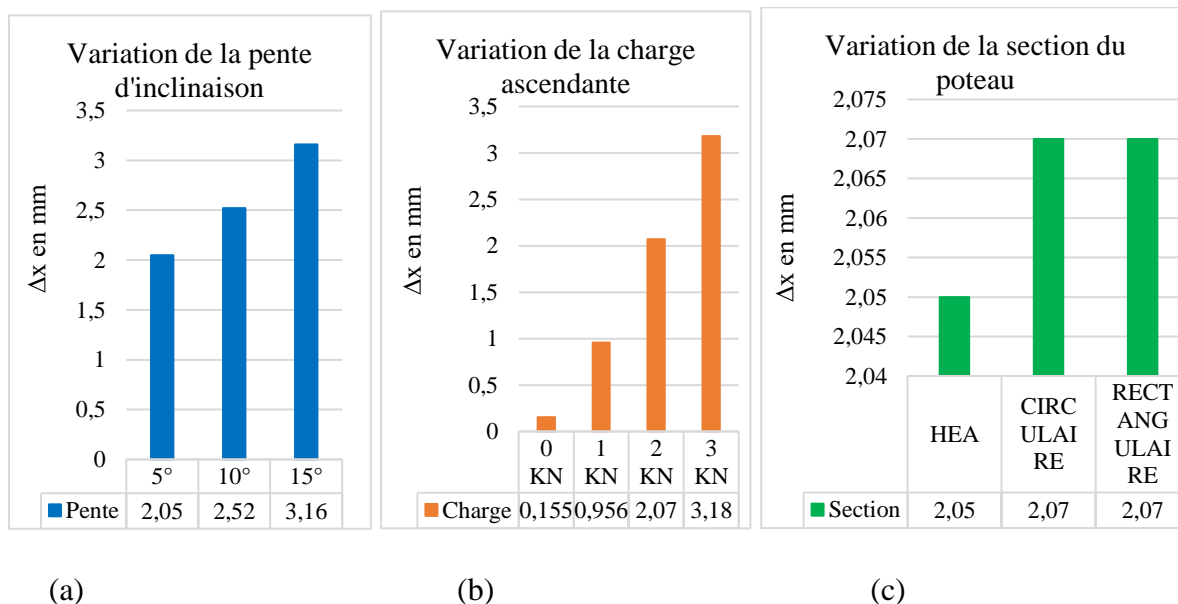 Variation de la pente
d'inclinaison
3,5
3
2,5
2
1,5
1
0,5
0
Δx en mm
5° 10° 15°
Pente 2,05 2,52 3,16
(a)
Variation de la charge
ascendante
3,5
3
2,5
2
1,5
1
0,5
0
Δx en mm
0 1 2 3
KN KN KN KN
Charge 0,155 0,956 2,07 3,18
(b)
Variation de la section du
poteau
2,075
2,07
2,065
2,06
2,055
2,05
2,045
2,04
Δx en mm
HEA
CIRC
ULAI
RE
RECT
ANG
ULAI
RE
Section 2,05 2,07 2,07
(c)